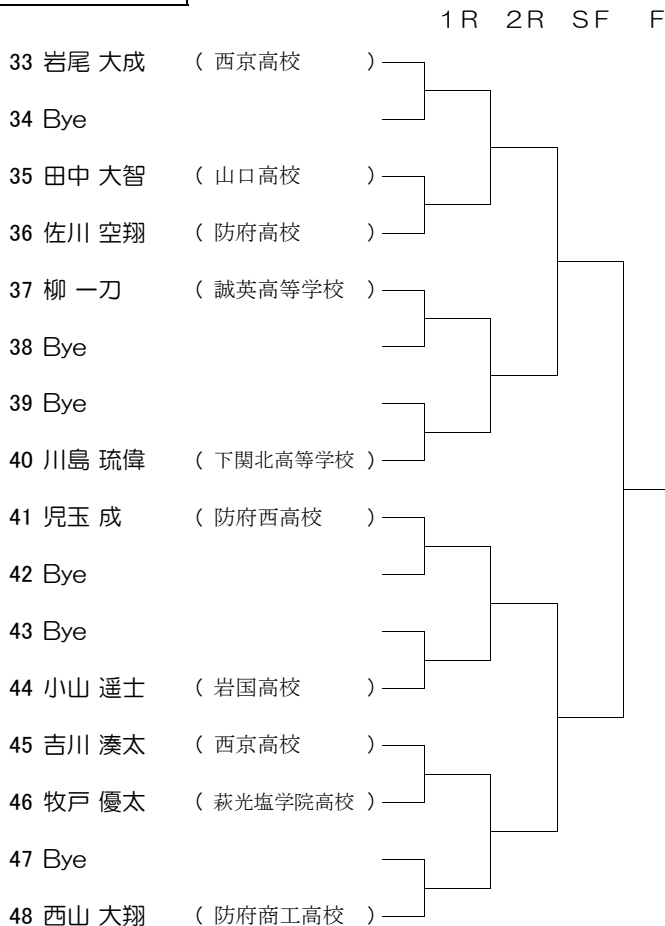 1R 2R SF F
33 岩尾 大成 ( 西京高校 )
34 Bye
35 田中 大智 ( 山口高校 )
36 佐川 空翔 ( 防府高校 )
37 柳 一刀 ( 誠英高等学校 )
38 Bye
39 Bye
40 川島 琉偉 ( 下関北高等学校 )
41 児玉 成 ( 防府西高校 )
42 Bye
43 Bye
44 小山 遥士 ( 岩国高校 )
45 吉川 湊太 ( 西京高校 )
46 牧戸 優太 ( 萩光塩学院高校 )
47 Bye
48 西山 大翔 ( 防府商工高校 )